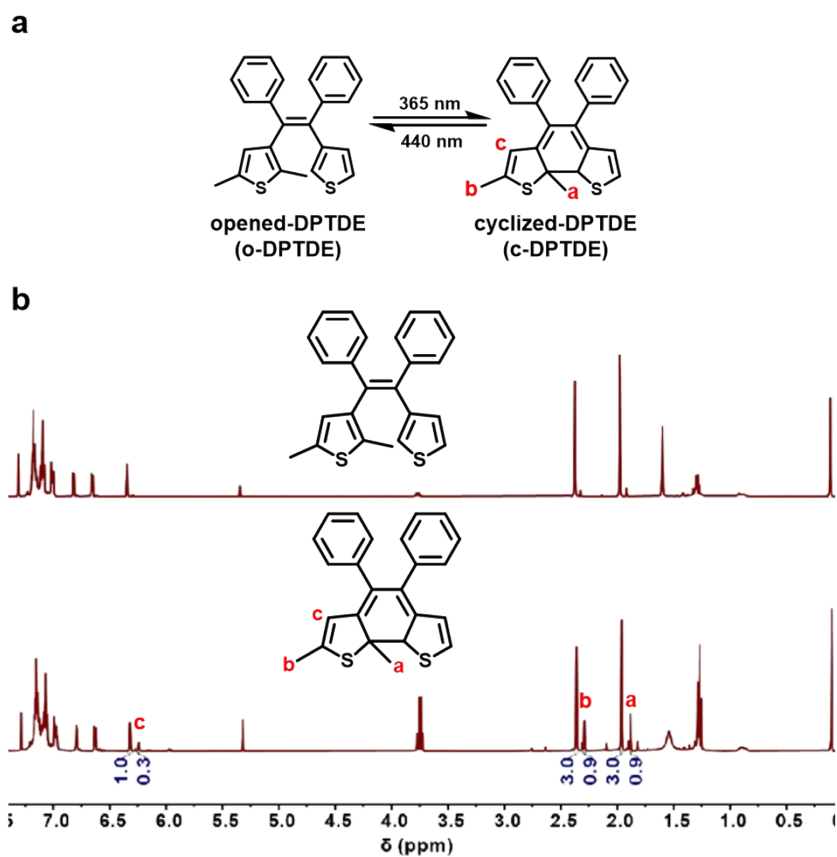 a
365 nm
440 nm
c
b
S
S
S
a
S
opened-DPTDE
(o-DPTDE)
cyclized-DPTDE
(c-DPTDE)
b
S
S
c
b
S
a
S
c
b
a
1.0
0.3
3.0
0.9
3.0
0.9
5
7.0
6.5
6.0
5.5
5.0
4.5
4.0
3.5
3.0
2.5
2.0
1.5
1.0
0.5
0
δ (ppm)